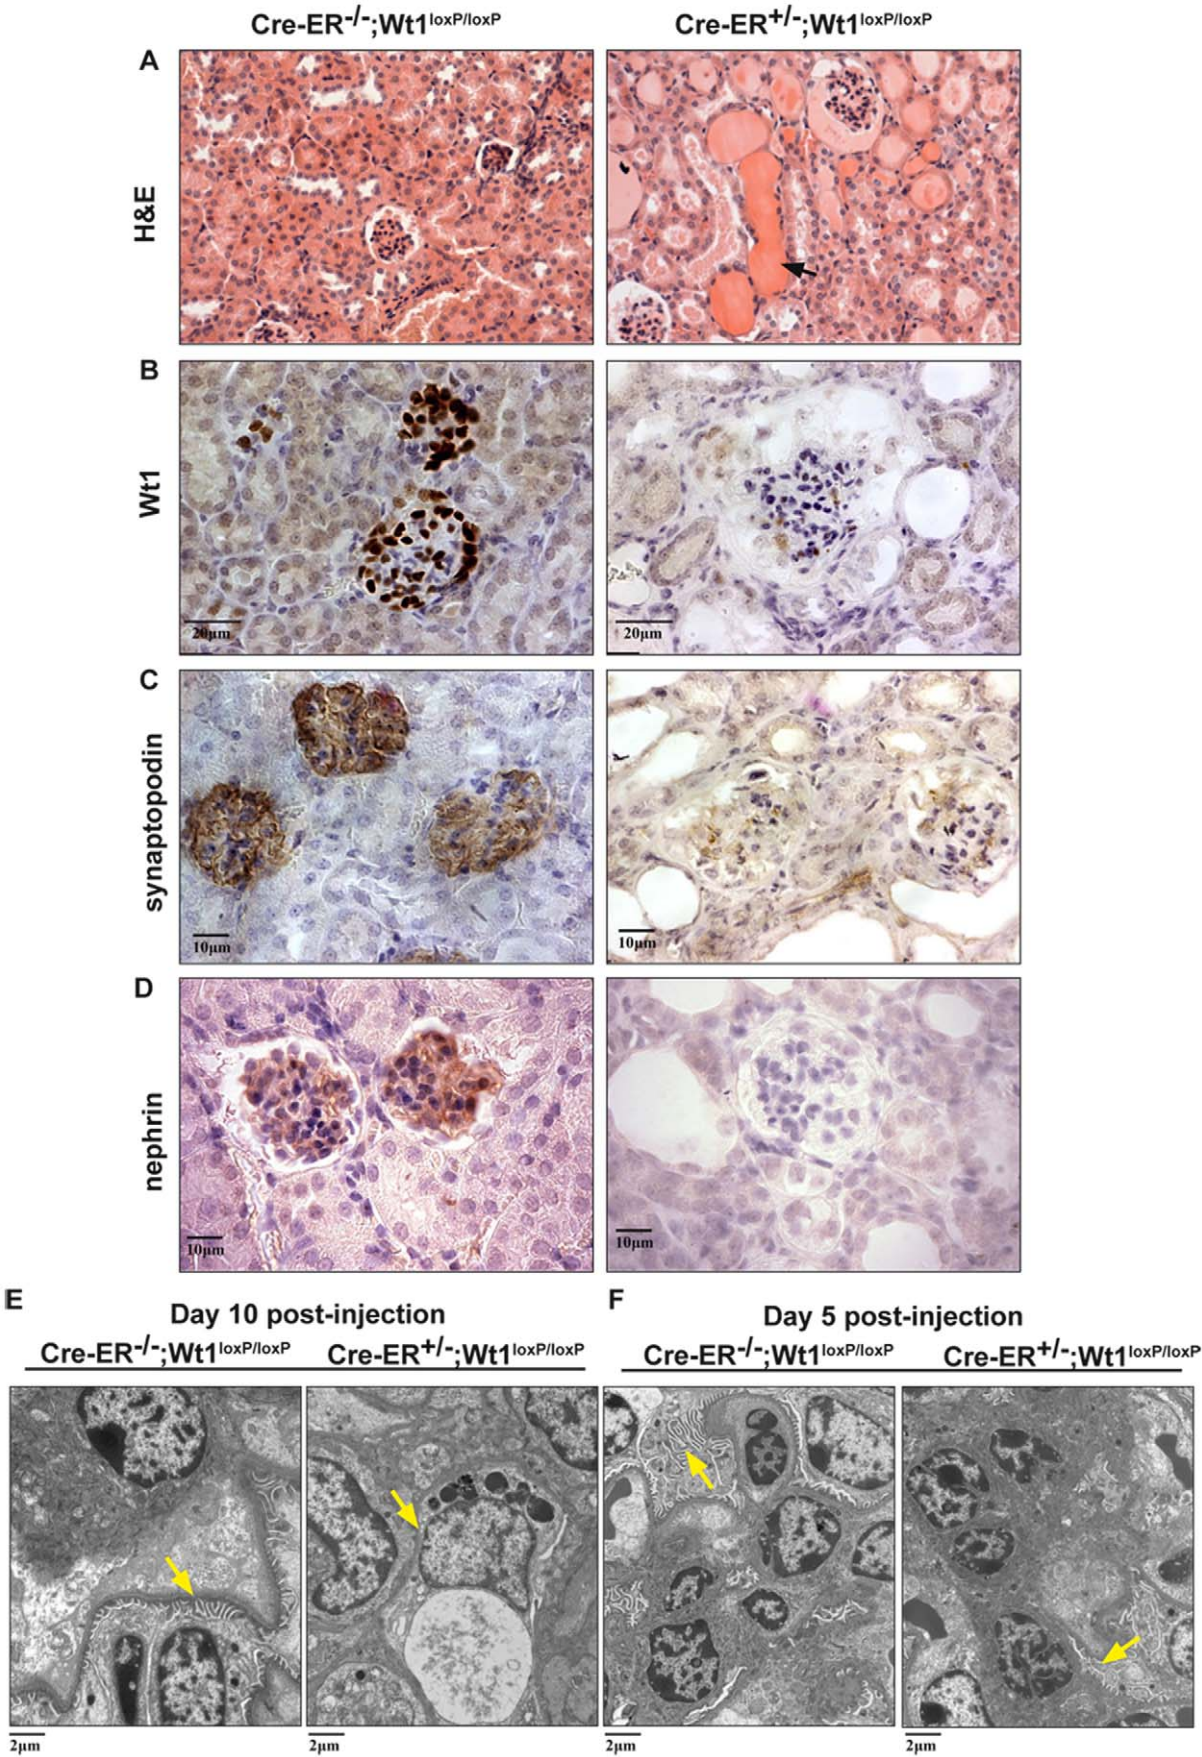 Cre-ER-/-;Wt1loxP/loxP
Cre-ER+/-;Wt1loxP/loxP
A
H&E
B
Wt1
20µm
20µm
C
synaptopodin
10µm
10µm
D
nephrin
10µm
10µm
E
Day 10 post-injection
F
Day 5 post-injection
Cre-ER-/-;Wt1loxP/loxP
Cre-ER+/-;Wt1loxP/loxP
Cre-ER-/-;Wt1loxP/loxP
Cre-ER+/-;Wt1loxP/loxP
2µm
2µm
2µm
2µm